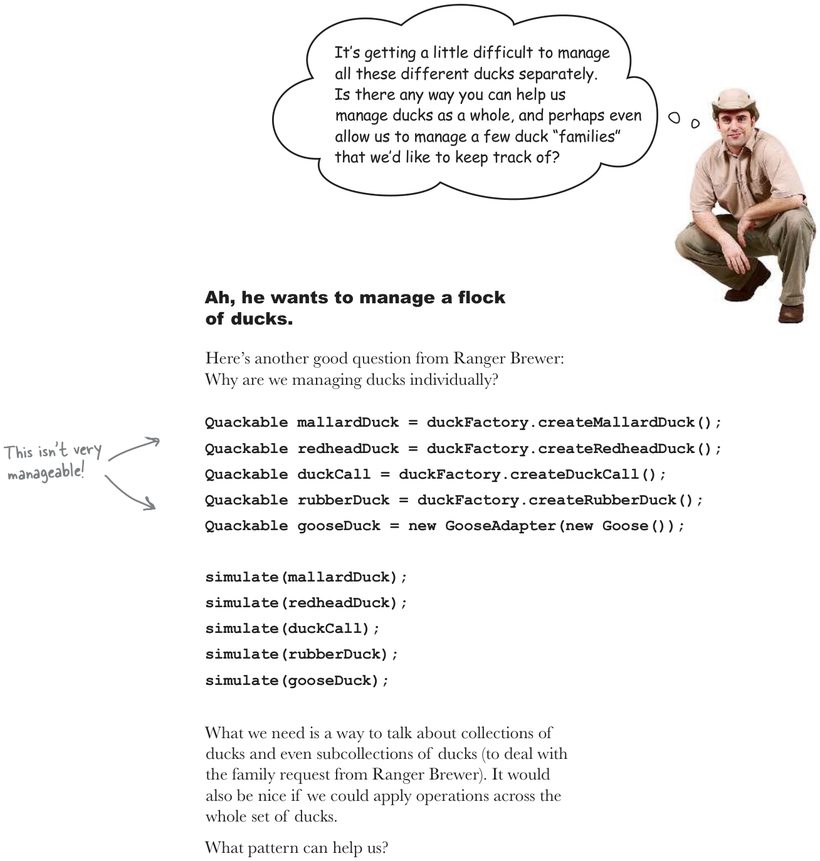 It's getting a little difficult to manage
all these different ducks separately.
Is there any way you can help us
manage ducks as a whole, and perhaps even
allow us to manage a few duck “families”
that we'd like to keep track of?
Ah, he wants to manage a flock
of ducks.
Here's another good question from Ranger Brewer:
Why are we managing ducks individually?
This isn't very
manageable!
Quackable mallardDuck = duckFactory.createMallardDuck();
Quackable redheadDuck = duckFactory.createRedheadDuck();
Quackable duckCall = duckFactory.createDuckCall();
Quackable rubberDuck = duckFactory.createRubberDuck();
Quackable gooseDuck = new GooseAdapter(new Goose());
simulate(mallardDuck);
simulate(redheadDuck);
simulate(duckCall);
simulate(rubberDuck);
simulate(gooseDuck);
What we need is a way to talk about collections of
ducks and even subcollections of ducks (to deal with
the family request from Ranger Brewer). It would
also be nice if we could apply operations across the
whole set of ducks.
What pattern can help us?